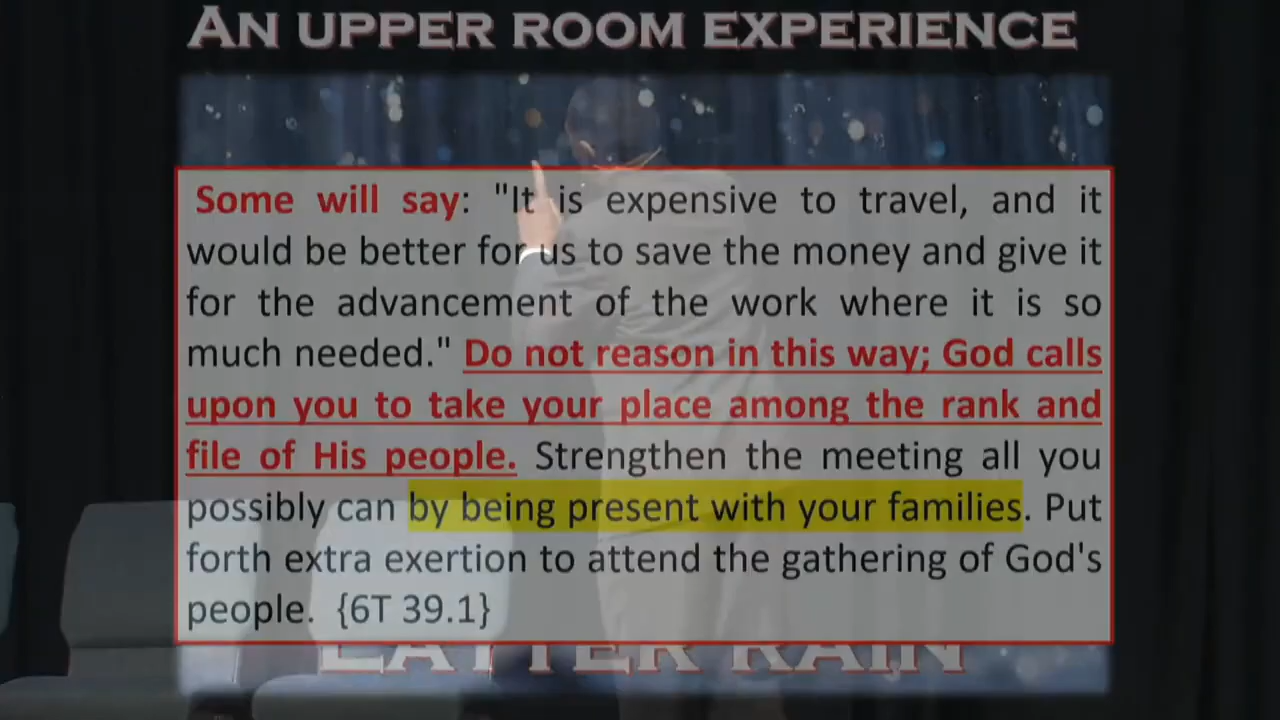 AN UPPER ROOM EXPERIENCE
Some will say: "It is expensive to travel, and it
would be better for us to save the money and give it
for the advancement of the work where it is so
much needed." Do not reason in this way; God calls
upon you to take your place among the rank and
file of His people. Strengthen the meeting all you
possibly can by being present with your families. Put
forth extra exertion to attend the gathering of God's
people. {6T 39.1}
LATTER RAIN